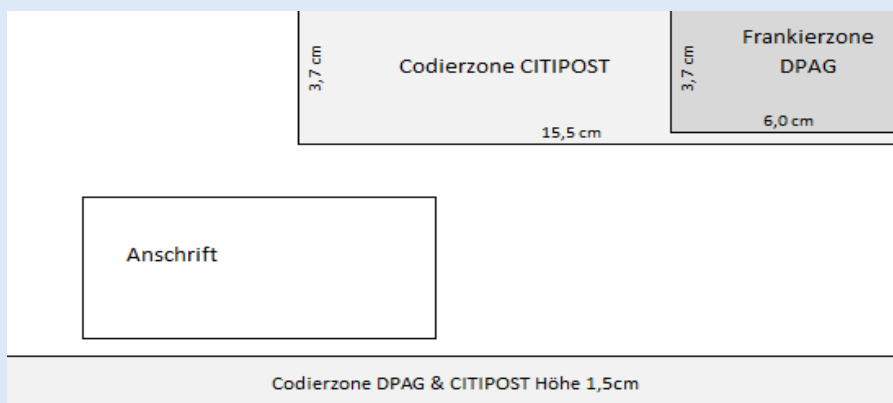 3,7 cm
Codierzone CITIPOST
15,5 cm
3,7 cm
Frankierzone
DPAG
6,0 cm
Anschrift
Codierzone DPAG & CITIPOST Höhe 1,5cm